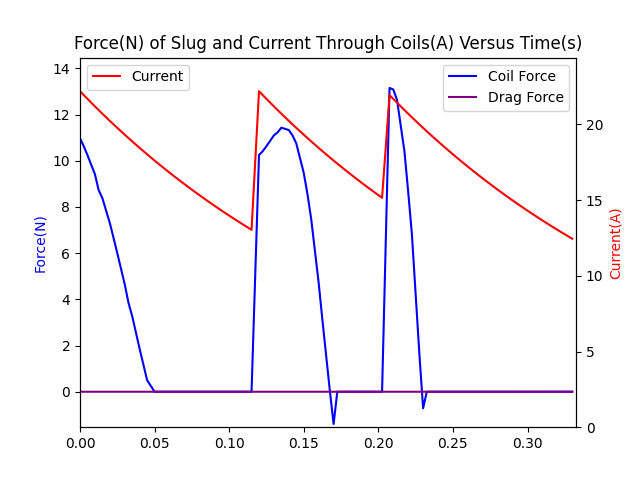 Force(N) of Slug and Current Through Coils(A) Versus Time(s)
Current
Coil Force
Drag Force
14
12
10
8
6
4
2
0
Force(N)
20
15
10
5
0
Current(A)
0.00 0.05 0.10 0.15 0.20 0.25 0.30